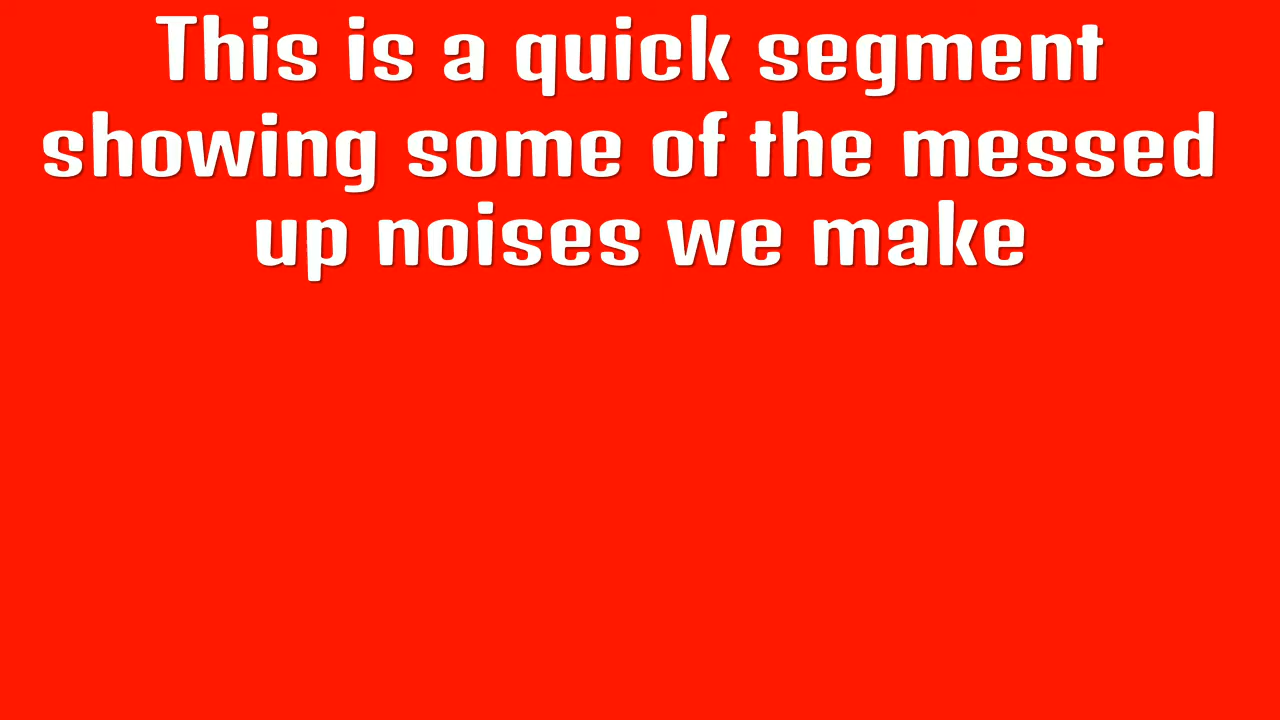 This is a quick segment
showing some of the messed
up noises we make